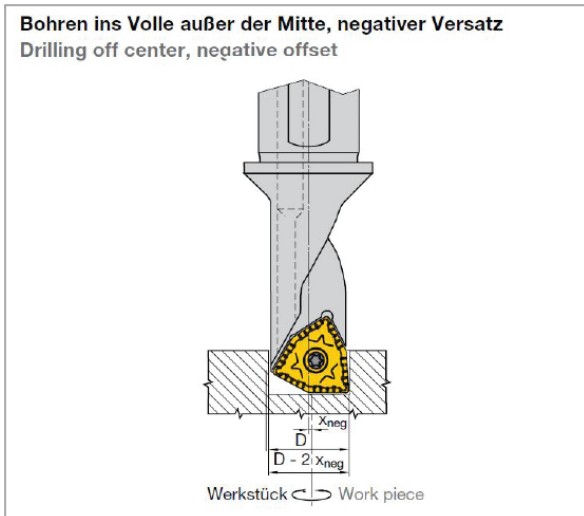 Bohren ins Volle außer der Mitte, negativer Versatz
Drilling off center, negative offset
xneg
D
D - 2 xneg
Werkstück Work piece